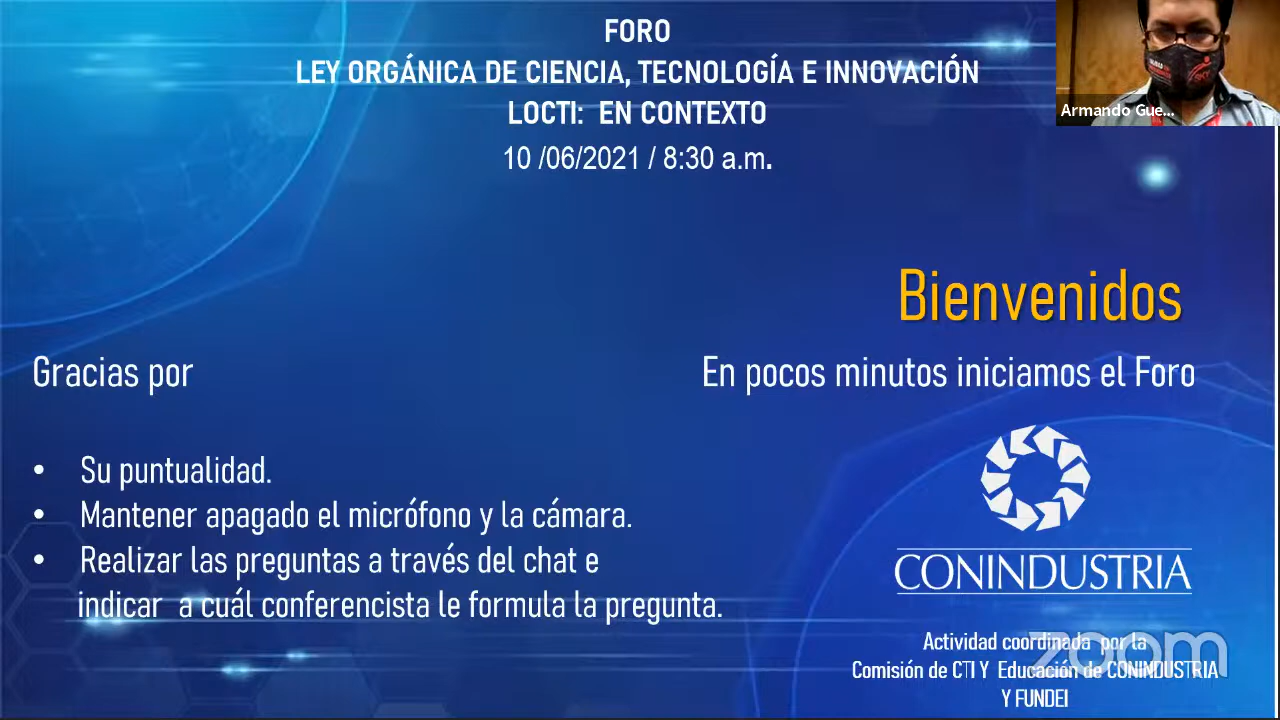 FORO
LEY ORGÁNICA DE CIENCIA, TECNOLOGÍA E INNOVACIÓN
LOCTI: EN CONTEXTO
10 /06/2021 / 8:30 a.m.
Armando Gue...
Bienvenidos
En pocos minutos iniciamos el Foro
Gracias por
• Su puntualidad.
• Mantener apagado el micrófono y la cámara.
• Realizar las preguntas a través del chat e
indicar a cuál conferencista le formula la pregunta.
CONINDUSTRIA
Actividad coordinada por la
Comisión de CTI Y Educación de CONINDUSTRIA
Y FUNDEI
zoom